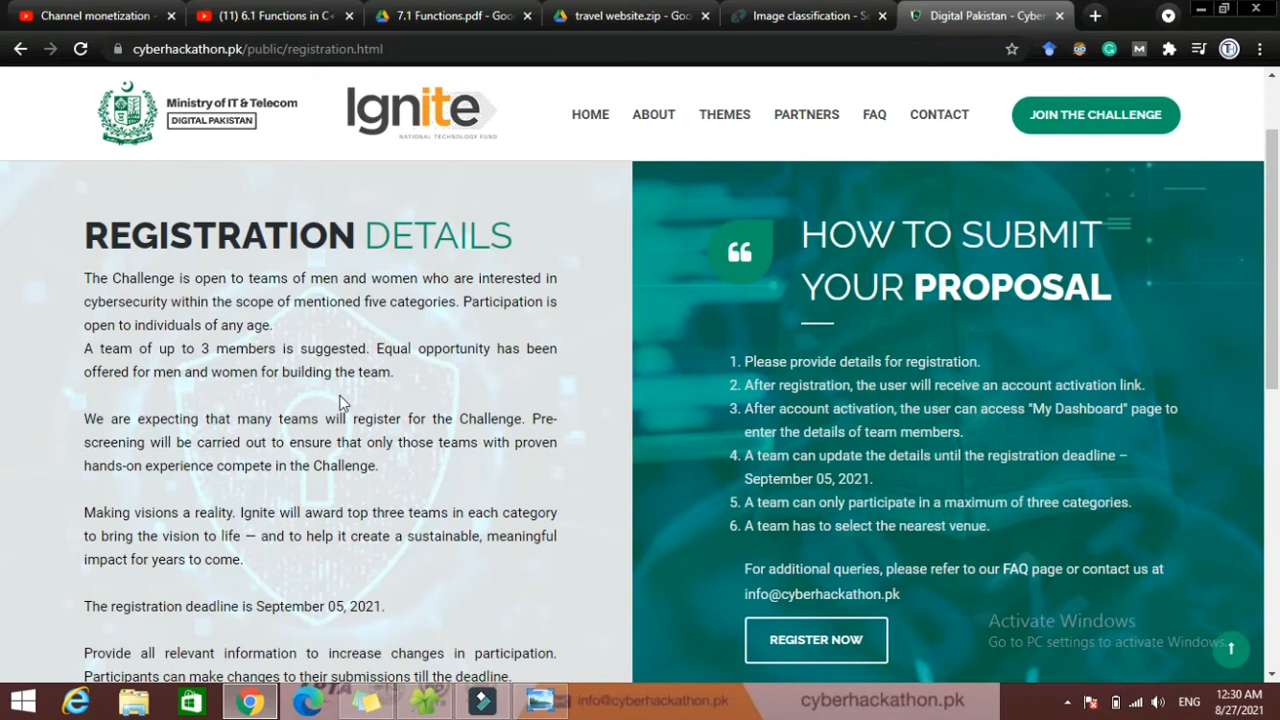 Channel monetization -
(11) 6.1 Functions in C+
7.1 Functions.pdf - Goo
travel website.zip - Goo
Image classification - S
Digital Pakistan - Cyber
cyberhackathon.pk/public/registration.html
Ministry of IT & Telecom
DIGITAL PAKISTAN
Ignite
NATIONAL TECHNOLOGY FUND
HOME
ABOUT
THEMES
PARTNERS
FAQ
CONTACT
JOIN THE CHALLENGE
REGISTRATION DETAILS
The Challenge is open to teams of men and women who are interested in
cybersecurity within the scope of mentioned five categories. Participation is
open to individuals of any age.
A team of up to 3 members is suggested. Equal opportunity has been
offered for men and women for building the team.
We are expecting that many teams will register for the Challenge. Pre-
screening will be carried out to ensure that only those teams with proven
hands-on experience compete in the Challenge.
Making visions a reality. Ignite will award top three teams in each category
to bring the vision to life — and to help it create a sustainable, meaningful
impact for years to come.
The registration deadline is September 05, 2021.
Provide all relevant information to increase changes in participation.
Participants can make changes to their submissions till the deadline.
HOW TO SUBMIT
YOUR PROPOSAL
1. Please provide details for registration.
2. After registration, the user will receive an account activation link.
3. After account activation, the user can access "My Dashboard" page to
enter the details of team members.
4. A team can update the details until the registration deadline –
September 05, 2021.
5. A team can only participate in a maximum of three categories.
6. A team has to select the nearest venue.
For additional queries, please refer to our FAQ page or contact us at
info@cyberhackathon.pk
REGISTER NOW
Activate Windows
Go to PC settings to activate Windows.
info@cyberhackathon.pk
cyberhackathon.pk
ENG
12:30 AM
8/27/2021